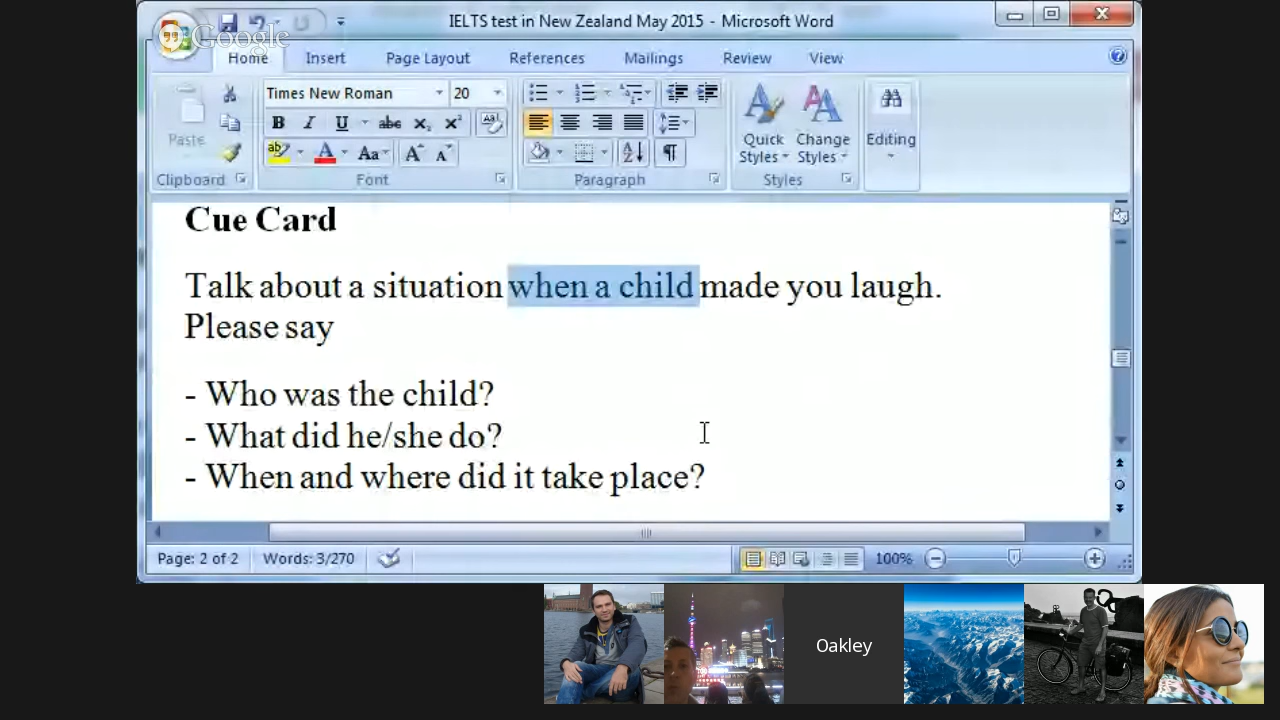 IELTS test in New Zealand May 2015 - Microsoft Word
Google
Home Insert Page Layout References Mailings Review View
Times New Roman 20
Paste
Quick Styles
Change Styles
Editing
Clipboard Font Paragraph Styles
Cue Card
Talk about a situation when a child made you laugh.
Please say
- Who was the child?
- What did he/she do?
- When and where did it take place?
Page: 2 of 2 Words: 3/270 100%
Oakley